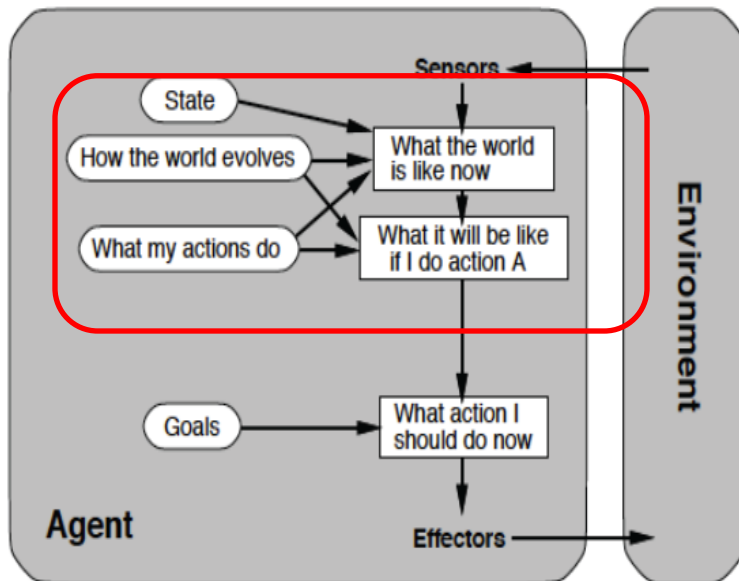 Sensors
State
What the world
is like now
How the world evolves
What my actions do
What it will be like
if I do action A
Environment
Goals
What action I
should do now
Agent
Effectors